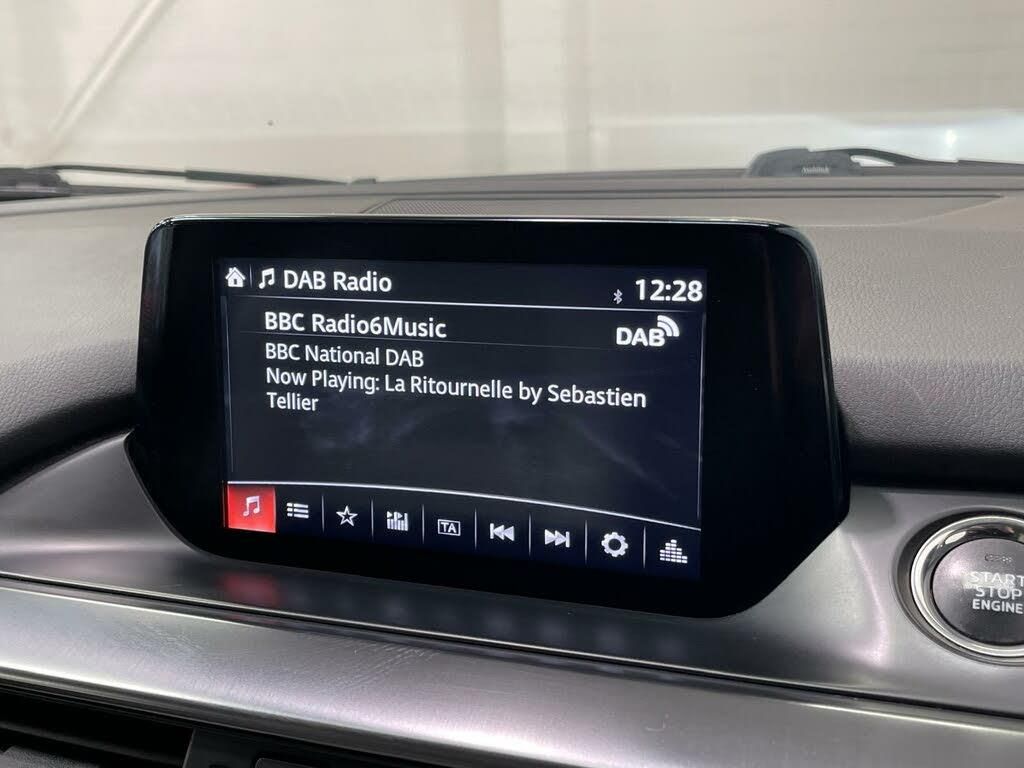 DAB Radio 12:28
BBC Radio6Music DAB
BBC National DAB
Now Playing: La Ritournelle by Sebastien
Tellier
TA
START
STOP
ENGINE